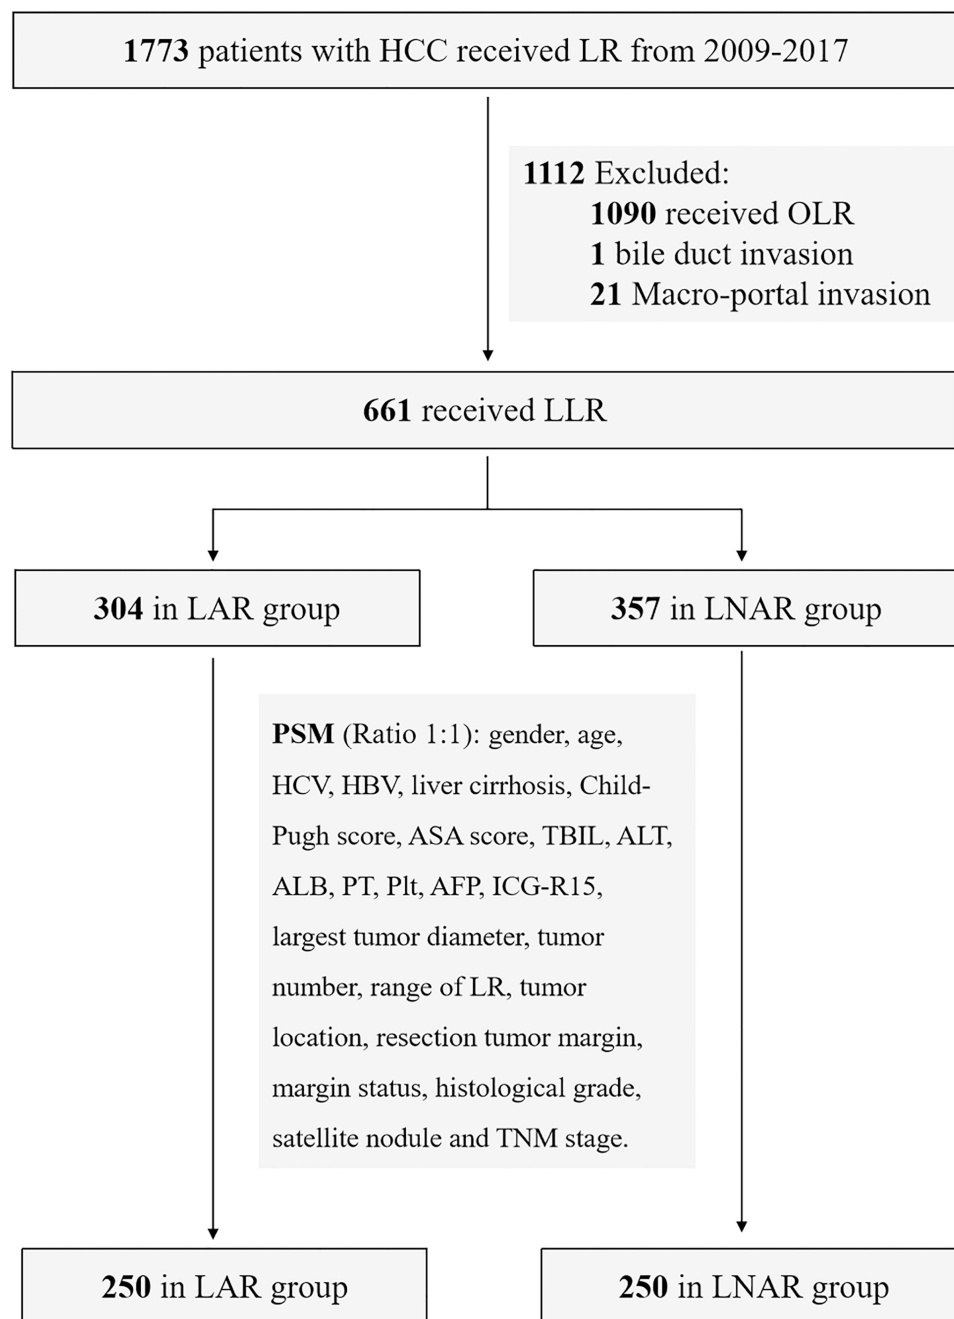 1773 patients with HCC received LR from 2009-2017
1112 Excluded:
1090 received OLR
1 bile duct invasion
21 Macro-portal invasion
661 received LLR
304 in LAR group
357 in LNAR group
PSM (Ratio 1:1): gender, age,
HCV, HBV, liver cirrhosis, Child-
Pugh score, ASA score, TBIL, ALT,
ALB, PT, Plt, AFP, ICG-R15,
largest tumor diameter, tumor
number, range of LR, tumor
location, resection tumor margin,
margin status, histological grade,
satellite nodule and TNM stage.
250 in LAR group
250 in LNAR group